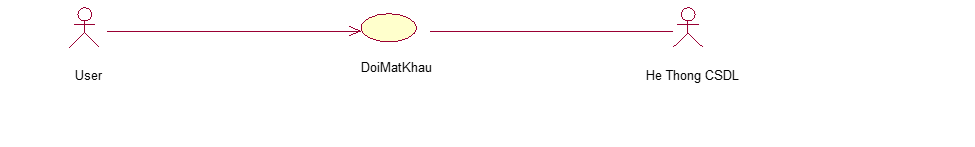 User
DoiMatKhau
He Thong CSDL